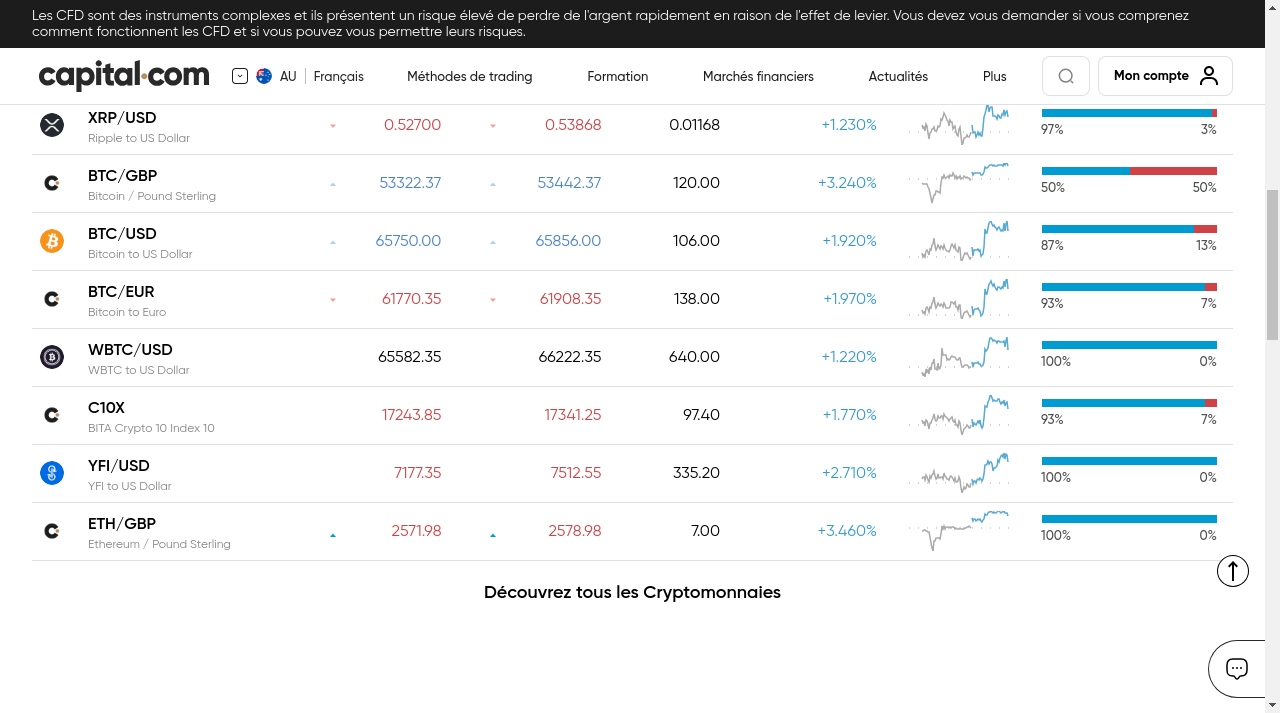 Les CFD sont des instruments complexes et ils présentent un risque élevé de perdre de l'argent rapidement en raison de l'effet de levier. Vous devez vous demander si vous comprenez
comment fonctionnent les CFD et si vous pouvez vous permettre leurs risques.
capital.com AU Français Méthodes de trading Formation Marchés financiers Actualités Plus Mon compte
XRP/USD 0.52700 0.53868 0.01168 +1.230% 97% 3%
Ripple to US Dollar
BTC/GBP 53322.37 53442.37 120.00 +3.240% 50% 50%
Bitcoin / Pound Sterling
BTC/USD 65750.00 65856.00 106.00 +1.920% 87% 13%
Bitcoin to US Dollar
BTC/EUR 61770.35 61908.35 138.00 +1.970% 93% 7%
Bitcoin to Euro
WBTC/USD 65582.35 66222.35 640.00 +1.220% 100% 0%
WBTC to US Dollar
C10X 17243.85 17341.25 97.40 +1.770% 93% 7%
BITA Crypto 10 Index 10
YFI/USD 7177.35 7512.55 335.20 +2.710% 100% 0%
YFI to US Dollar
ETH/GBP 2571.98 2578.98 7.00 +3.460% 100% 0%
Ethereum / Pound Sterling
Découvrez tous les Cryptomonnaies